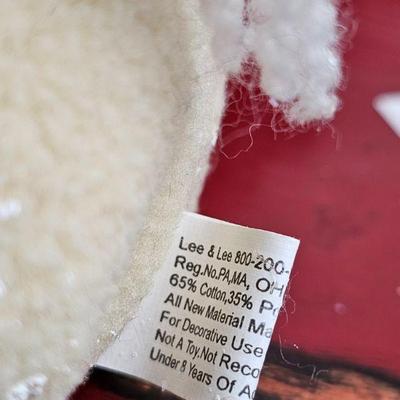 Lee & Lee 800-200-
Reg.No.PA,MA, OH
65% Cotton,35% Po
All New Material Ma
For Decorative Use
Not A Toy.Not Reco
Under 8 Years Of A